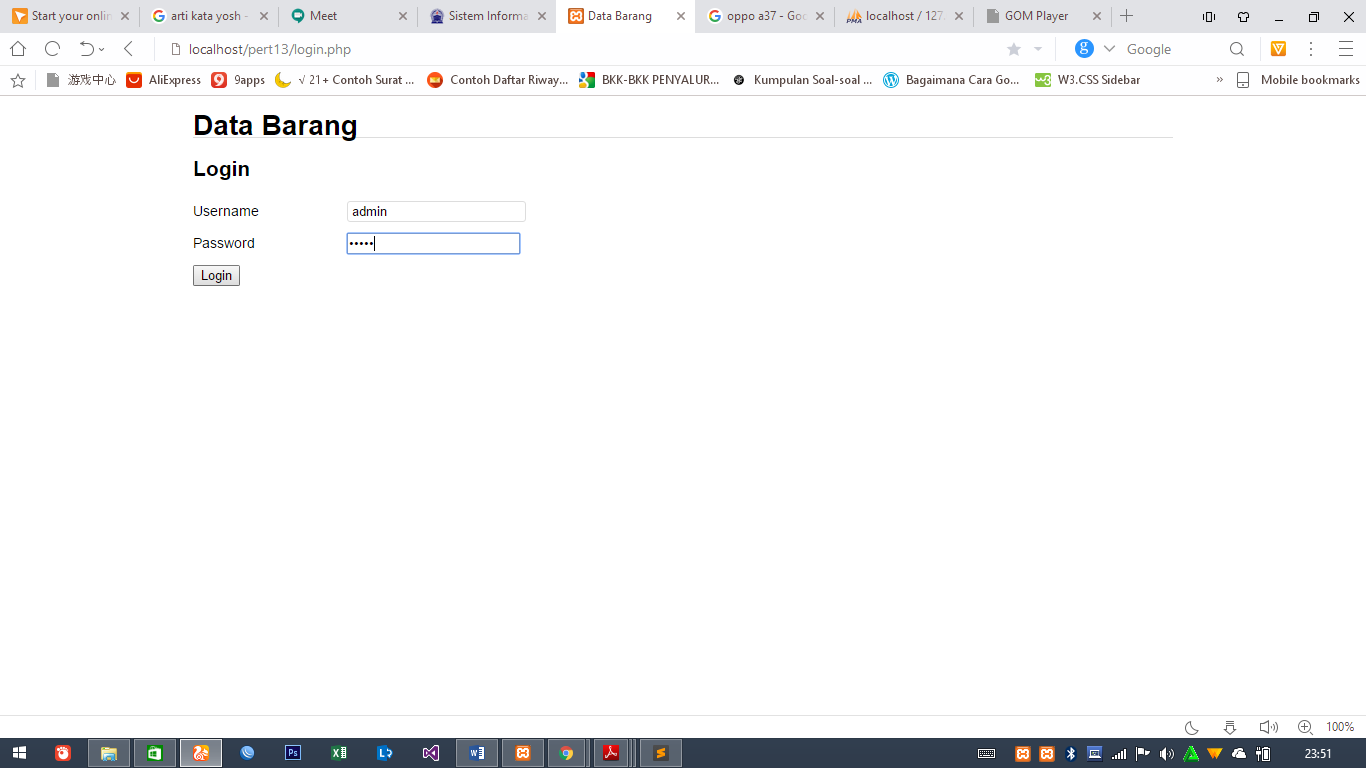 Start your onlin
arti kata yosh -
Meet
Sistem Informa
Data Barang
oppo a37 - Goo
localhost / 127.
GOM Player
localhost/pert13/login.php
Google
游戏中心
AliExpress
9apps
√ 21+ Contoh Surat ...
Contoh Daftar Riway...
BKK-BKK PENYALUR...
Kumpulan Soal-soal ...
Bagaimana Cara Go...
W3.CSS Sidebar
»
Mobile bookmarks
Data Barang
Login
Username
admin
Password
•••••
Login
100%
23:51